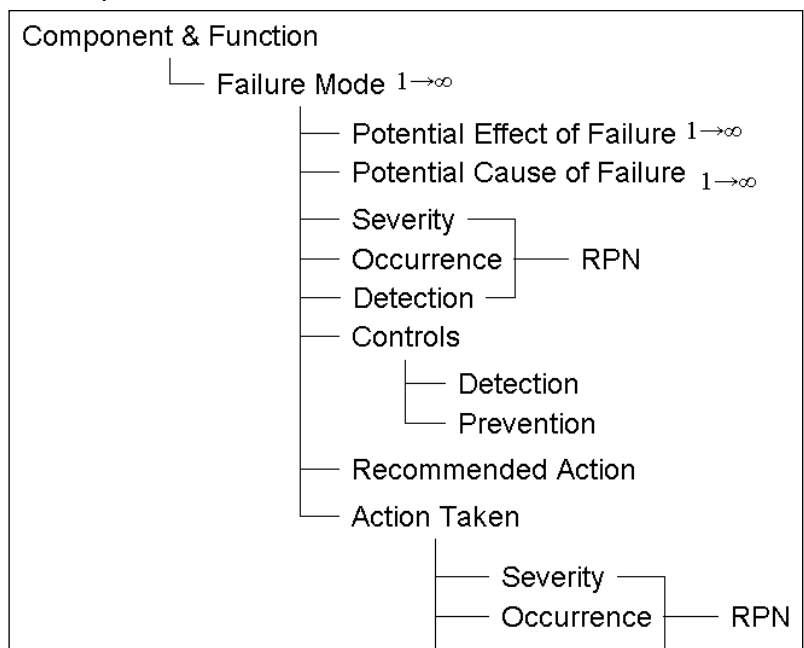 Component & Function
Failure Mode 1→∞
Potential Effect of Failure 1→∞
Potential Cause of Failure 1→∞
Severity
Occurrence RPN
Detection
Controls
Detection
Prevention
Recommended Action
Action Taken
Severity
Occurrence RPN